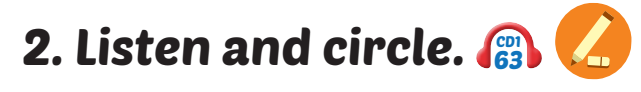 2. Listen and circle. CD1 63